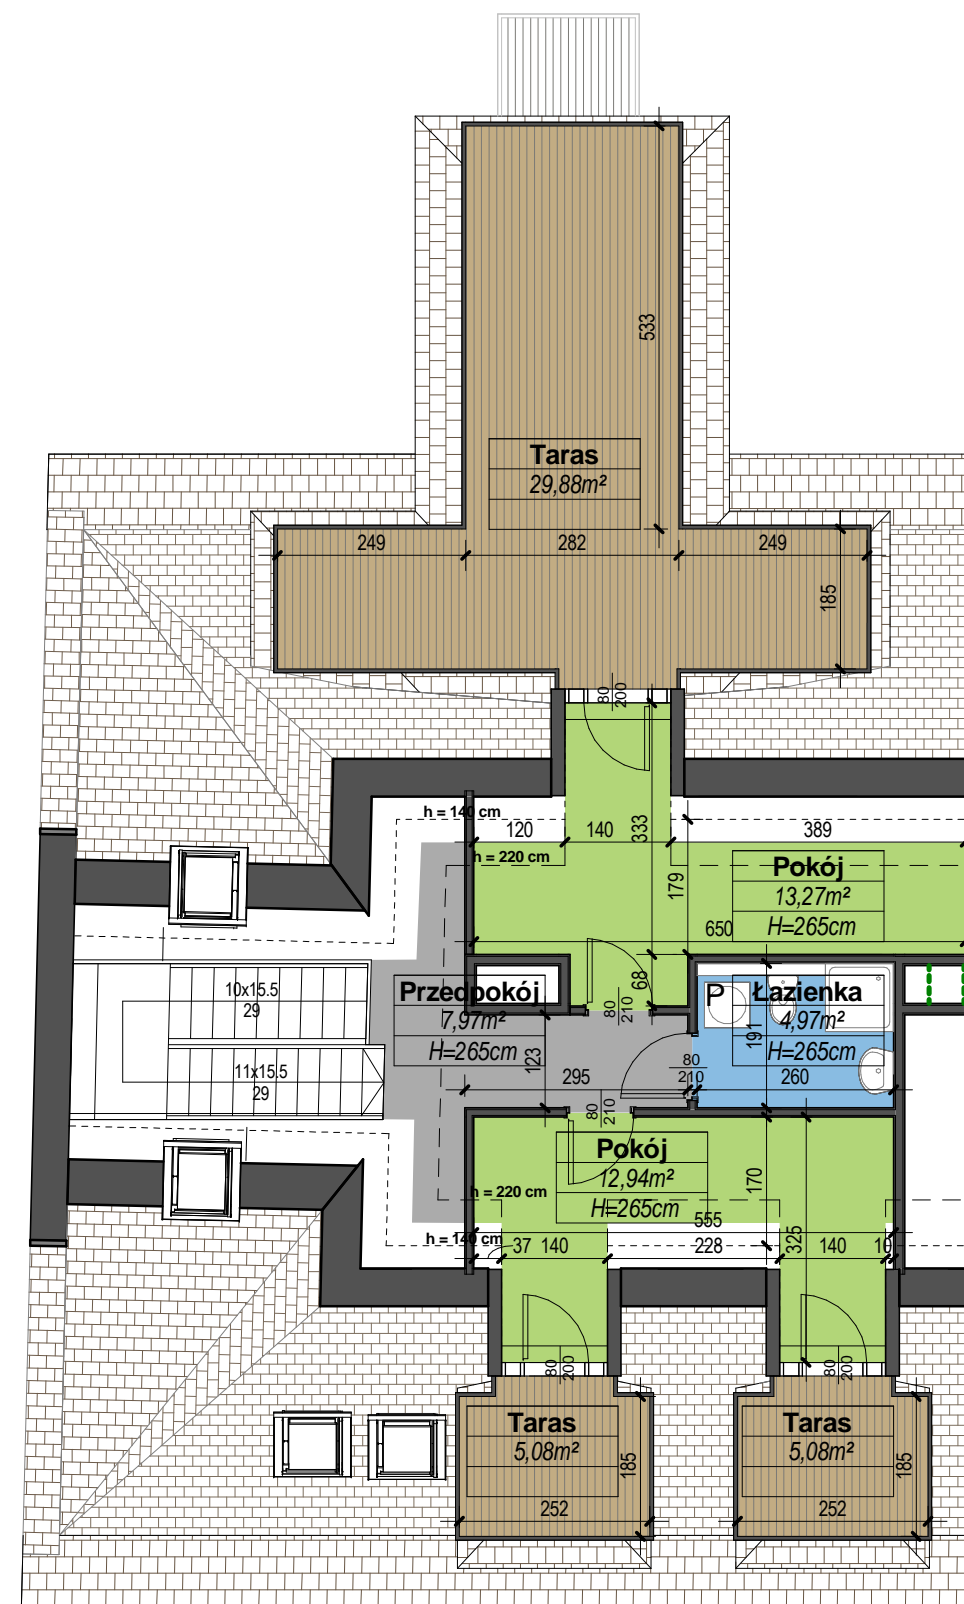 533
Taras
29,88m²
249
282
249
185
80
200
h = 140 cm
120
140
333
389
h = 220 cm
179
Pokój
13,27m²
H=265cm
650
68
10x15.5
29
Przedpokój
7,97m²
H=265cm
P
Łazienka
4,97m²
H=265cm
191
80
210
123
11x15.5
29
295
80
210
260
80
210
Pokój
12,94m²
H=265cm
170
h = 220 cm
555
325
h = 140 cm
37
140
228
140
10
80
200
80
200
Taras
5,08m²
185
252
Taras
5,08m²
185
252